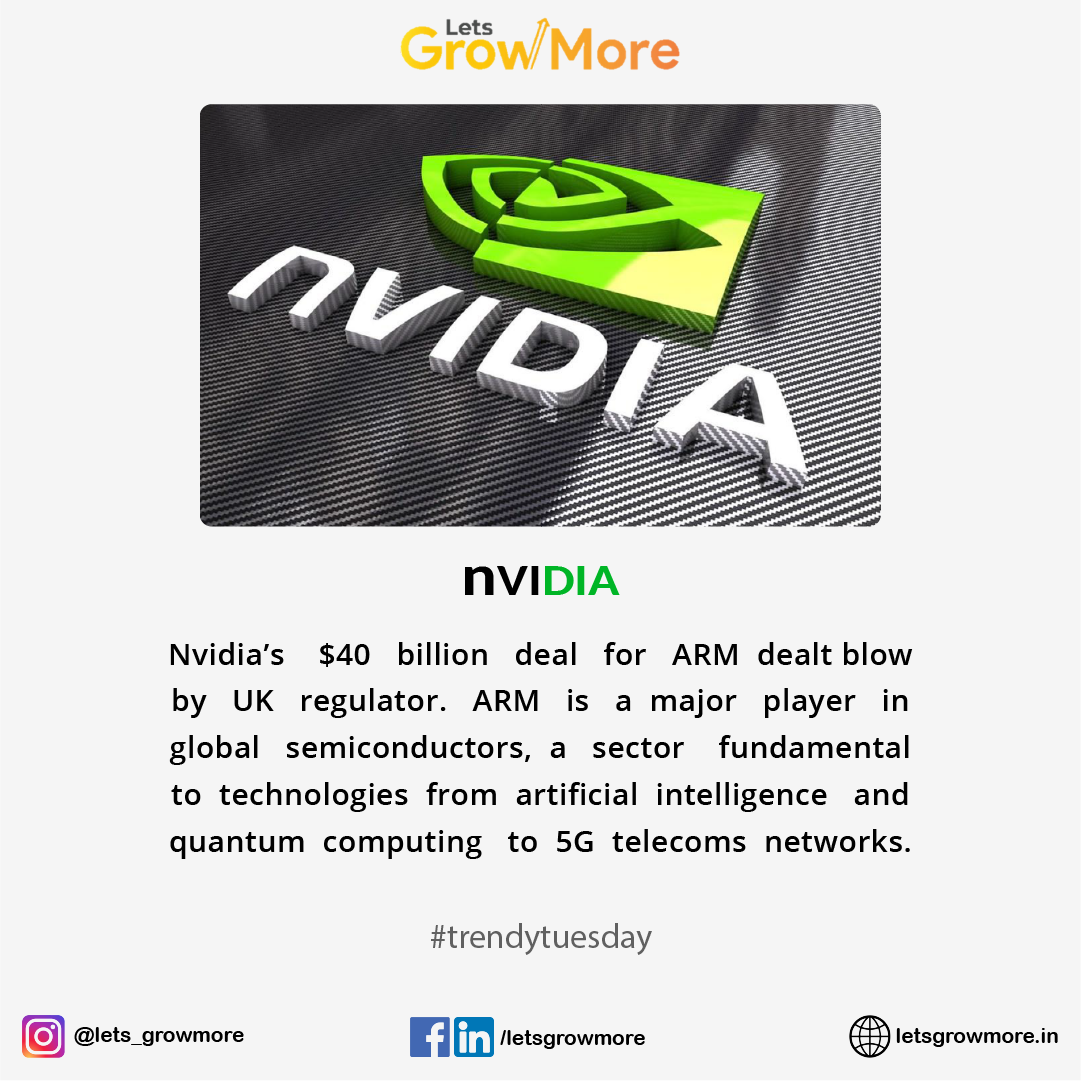 Lets
GrowMore
nVIDIA
nVIDIA
Nvidia’s $40 billion deal for ARM dealt blow
by UK regulator. ARM is a major player in
global semiconductors, a sector fundamental
to technologies from artificial intelligence and
quantum computing to 5G telecoms networks.
#trendytuesday
@lets_growmore
/letsgrowmore
letsgrowmore.in